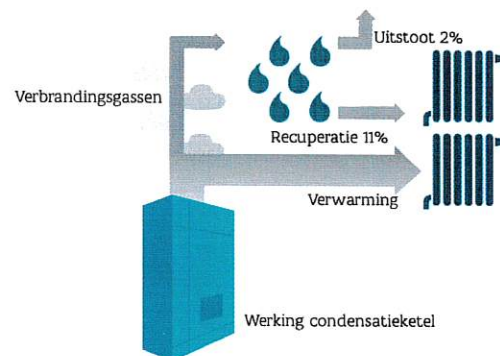 Uitstoot 2%
Verbrandingsgassen
Recuperatie 11%
Verwarming
Werking condensatieketel